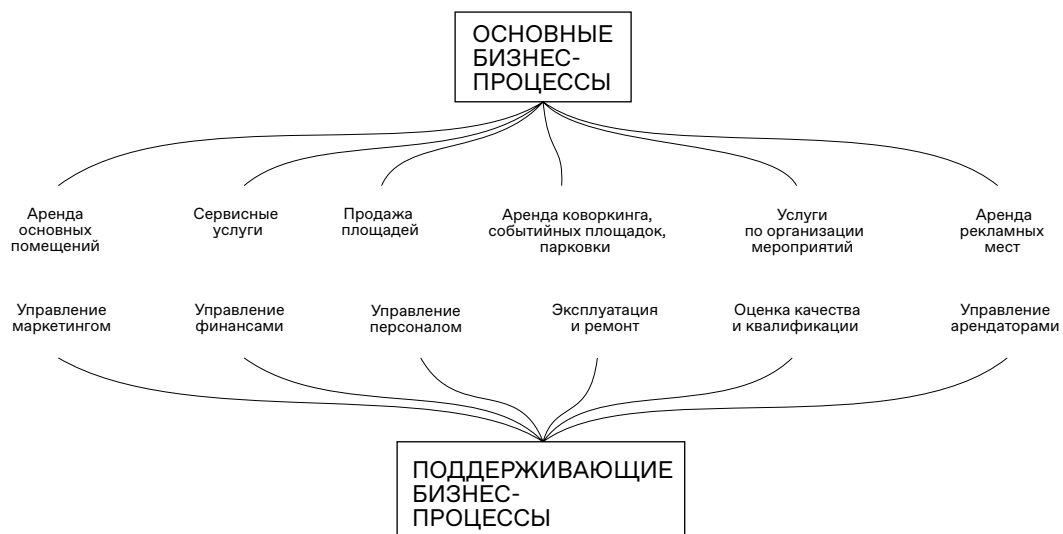 ОСНОВНЫЕ
БИЗНЕС-
ПРОЦЕССЫ
Аренда
основных
помещений
Сервисные
услуги
Продажа
площадей
Аренда коворкинга,
событийных площадок,
парковки
Услуги
по организации
мероприятий
Аренда
рекламных
мест
Управление
маркетингом
Управление
финансами
Управление
персоналом
Эксплуатация
и ремонт
Оценка качества
и квалификации
Управление
арендаторами
ПОДДЕРЖИВАЮЩИЕ
БИЗНЕС-
ПРОЦЕССЫ